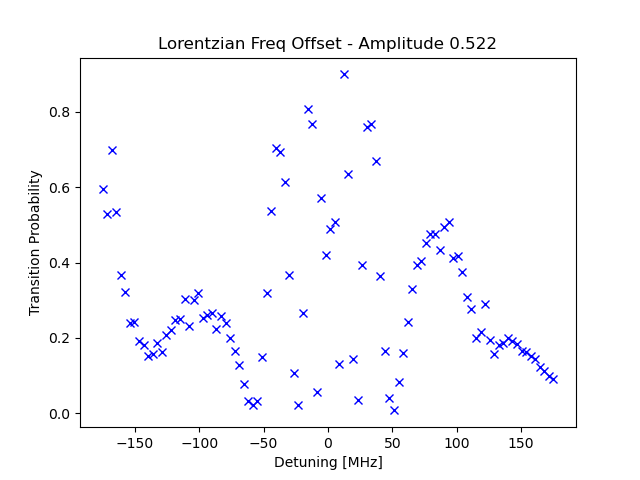 Lorentzian Freq Offset - Amplitude 0.522
Transition Probability
0.8
0.6
0.4
0.2
0.0
−150 −100 −50 0 50 100 150
Detuning [MHz]